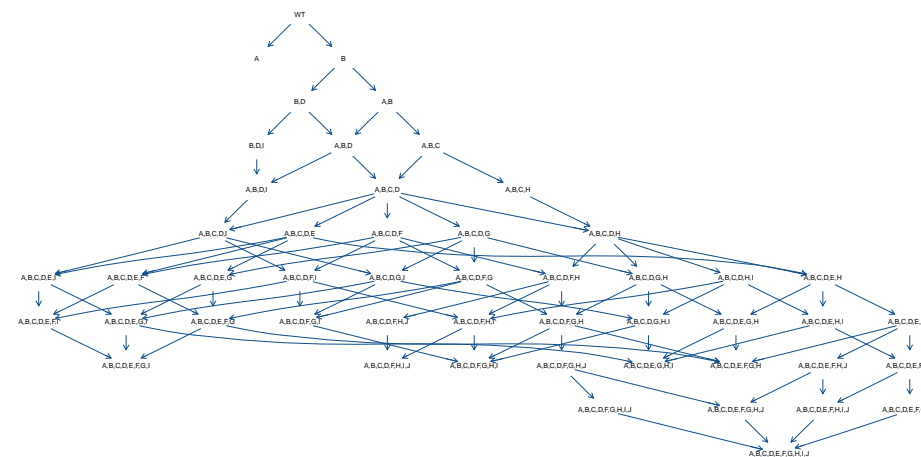 WT
A B
B,D A,B
B,D,I A,B,D A,B,C
A,B,D,I A,B,C,D A,B,C,H
A,B,C,D,I A,B,C,D,E A,B,C,D,F A,B,C,D,G A,B,C,D,H
A,B,C,D,E,I A,B,C,D,E,F A,B,C,D,E,G A,B,C,D,F,I A,B,C,D,G,I A,B,C,D,F,G A,B,C,D,F,H A,B,C,D,G,H A,B,C,D,H,I A,B,C,D,E,H
A,B,C,D,E,F,I A,B,C,D,E,G,I A,B,C,D,E,F,G A,B,C,D,F,G,I A,B,C,D,F,H,J A,B,C,D,F,H,I A,B,C,D,F,G,H A,B,C,D,G,H,I A,B,C,D,E,G,H A,B,C,D,E,H,I A,B,C,D,E,
A,B,C,D,E,F,G,I A,B,C,D,F,H,I,J A,B,C,D,F,G,H,I A,B,C,D,F,G,H,J A,B,C,D,E,G,H,I A,B,C,D,E,F,G,H A,B,C,D,E,F,H,J A,B,C,D,E,F
A,B,C,D,F,G,H,I,J A,B,C,D,E,F,G,H,J A,B,C,D,E,F,H,I,J A,B,C,D,E,F,
A,B,C,D,E,F,G,H,I,J